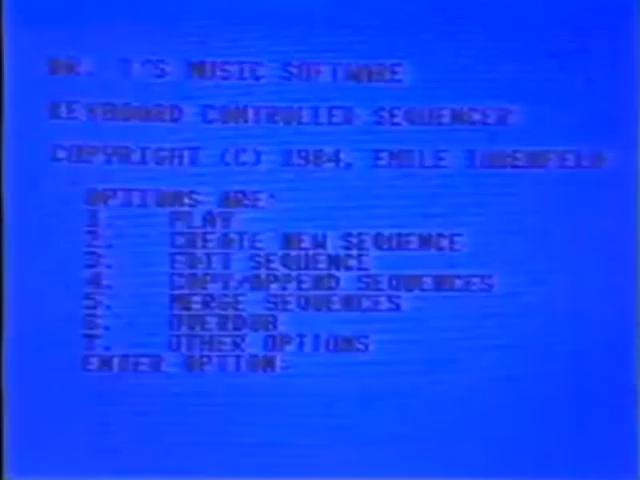 DR. T'S MUSIC SOFTWARE
KEYBOARD CONTROLLED SEQUENCER
COPYRIGHT (C) 1984, EMILE TOBENFELD
OPTIONS ARE:
1. PLAY
2. CREATE NEW SEQUENCE
3. EDIT SEQUENCE
4. COPY/APPEND SEQUENCES
5. MERGE SEQUENCES
6. OVERDUB
7. OTHER OPTIONS
ENTER OPTION: